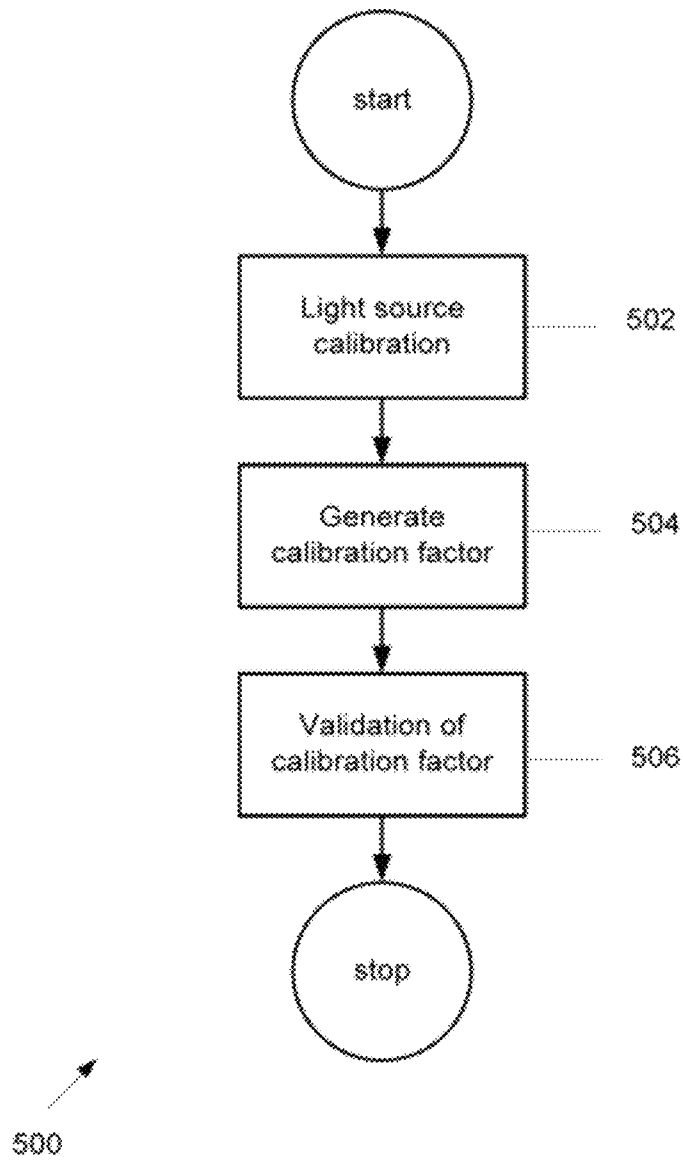 start
Light source
calibration
502
Generate
calibration factor
504
Validation of
calibration factor
506
stop
500